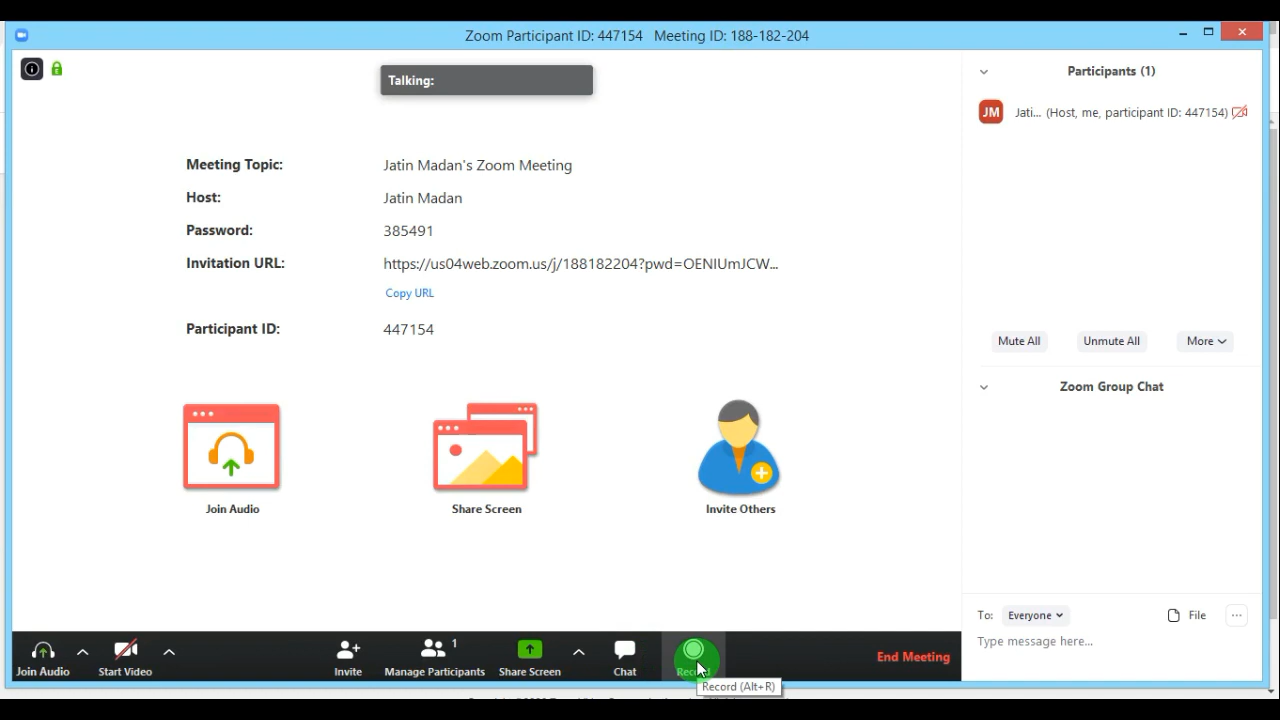 Zoom Participant ID: 447154 Meeting ID: 188-182-204
Talking:
Meeting Topic: Jatin Madan's Zoom Meeting
Host: Jatin Madan
Password: 385491
Invitation URL: https://us04web.zoom.us/j/188182204?pwd=OENIUmJCW...
Copy URL
Participant ID: 447154
Join Audio
Share Screen
Invite Others
Participants (1)
JM Jati... (Host, me, participant ID: 447154)
Mute All
Unmute All
More
Zoom Group Chat
To: Everyone
File
...
Type message here...
Join Audio
Start Video
Invite
1
Manage Participants
Share Screen
Chat
Record
End Meeting
Record (Alt+R)